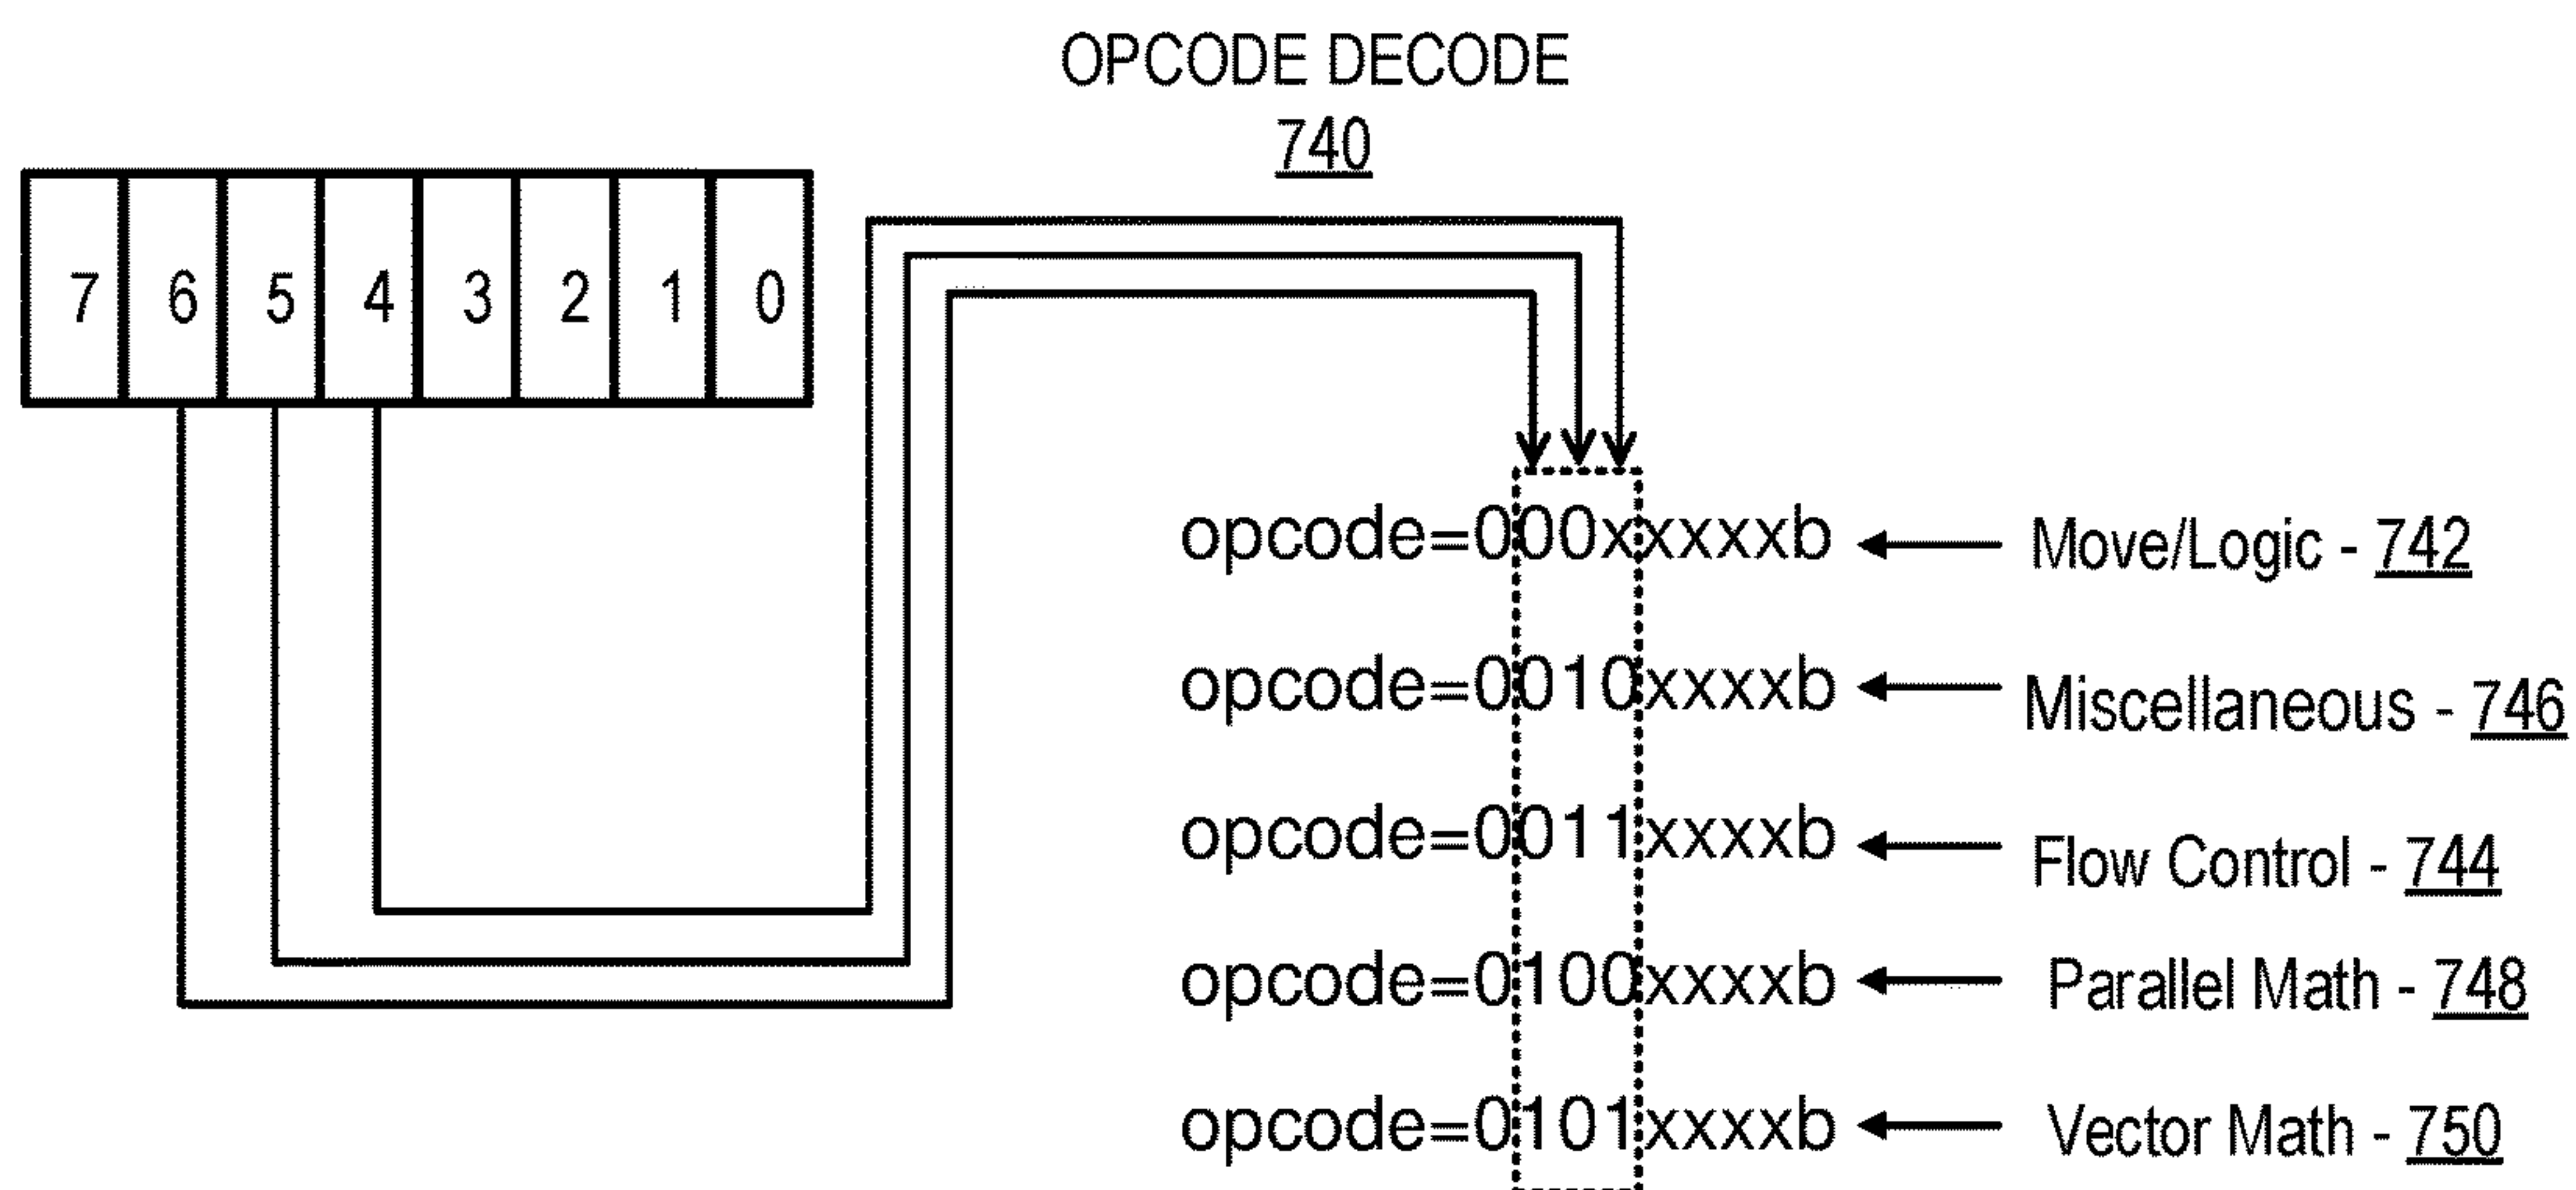 OPCODE DECODE
740
7 6 5 4 3 2 1 0
opcode=000xxxxxb Move/Logic - 742
opcode=0010xxxxb Miscellaneous - 746
opcode=0011xxxxb Flow Control - 744
opcode=0100xxxxb Parallel Math - 748
opcode=0101xxxxb Vector Math - 750